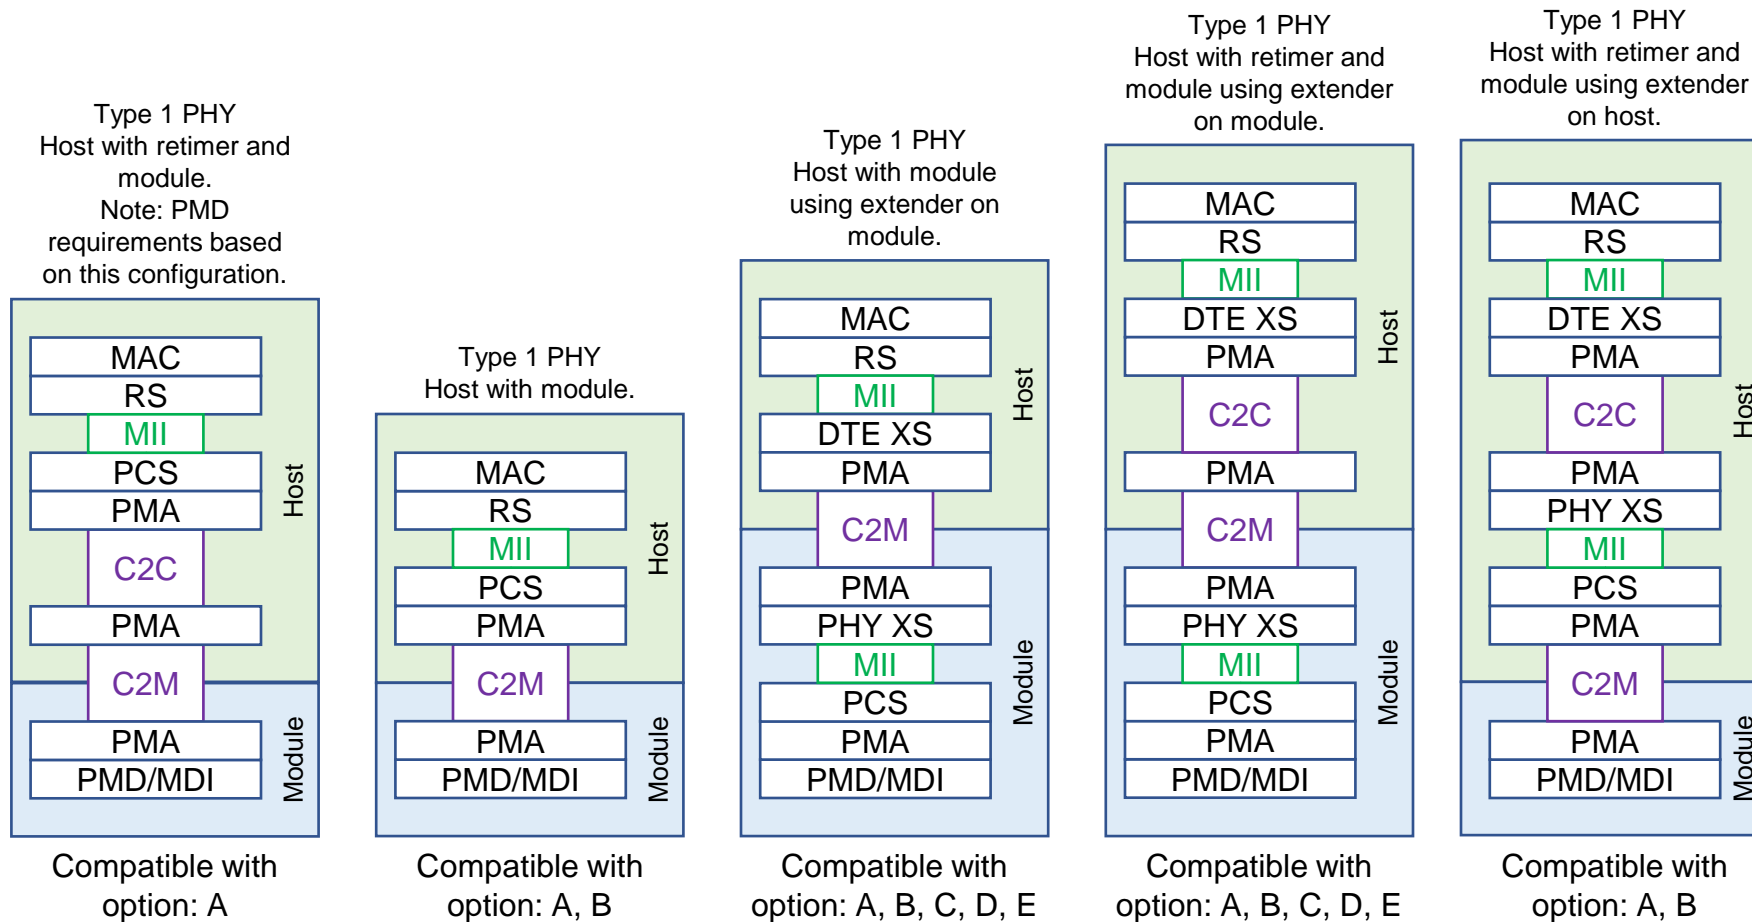 Type 1 PHY
Host with retimer and
module.
Note: PMD
requirements based
on this configuration.
MAC
RS
MII
PCS
PMA
C2C
PMA
C2M
PMA
PMD/MDI
Host
Module
Compatible with
option: A
Type 1 PHY
Host with module.
MAC
RS
MII
PCS
PMA
C2M
PMA
PMD/MDI
Host
Module
Compatible with
option: A, B
Type 1 PHY
Host with module
using extender on
module.
MAC
RS
MII
DTE XS
PMA
C2M
PMA
PHY XS
MII
PCS
PMA
PMD/MDI
Host
Module
Compatible with
option: A, B, C, D, E
Type 1 PHY
Host with retimer and
module using extender
on module.
MAC
RS
MII
DTE XS
PMA
C2C
PMA
C2M
PMA
PHY XS
MII
PCS
PMA
PMD/MDI
Host
Module
Compatible with
option: A, B, C, D, E
Type 1 PHY
Host with retimer and
module using extender
on host.
MAC
RS
MII
DTE XS
PMA
C2C
PMA
PHY XS
MII
PCS
PMA
C2M
PMA
PMD/MDI
Host
Module
Compatible with
option: A, B